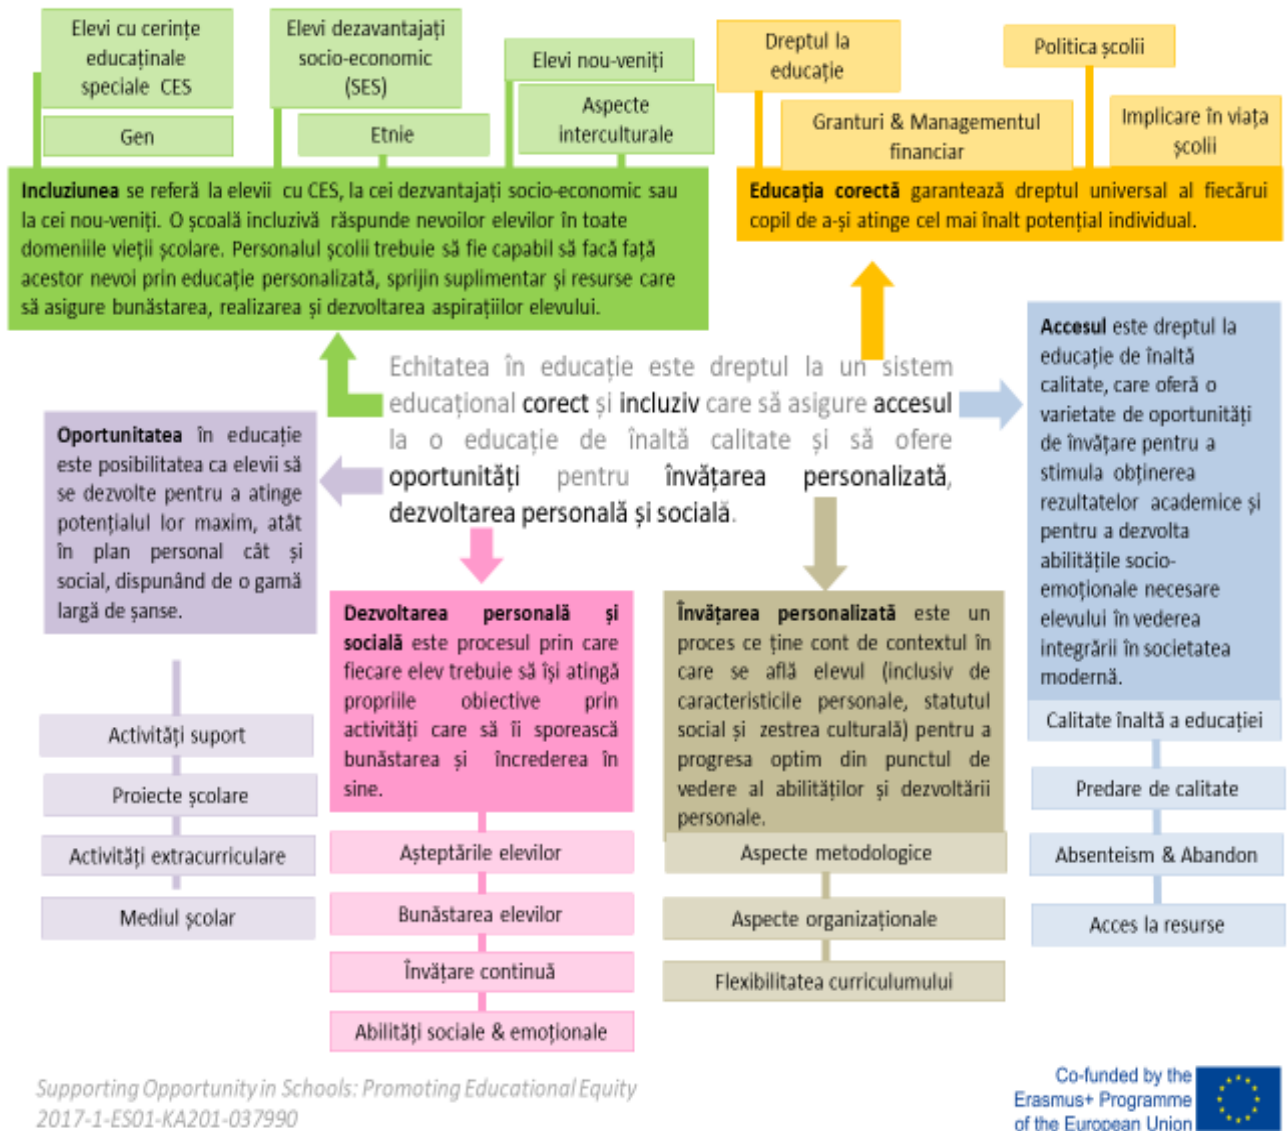 Elevi cu cerințe
educaținale
speciale CES
Gen
Elevi dezavantajați
socio-economic
(SES)
Etnie
Elevi nou-veniți
Aspecte
interculturale
Dreptul la
educație
Granturi & Managementul
financiar
Politica școlii
Implicare în viața
școlii
Incluziunea se referă la elevii cu CES, la cei dezvantajați socio-economic sau
la cei nou-veniți. O școală incluzivă răspunde nevoilor elevilor în toate
domeniile vieții școlare. Personalul școlii trebuie să fie capabil să facă față
acestor nevoi prin educație personalizată, sprijin suplimentar și resurse care
să asigure bunăstarea, realizarea și dezvoltarea aspirațiilor elevului.
Educația corectă garantează dreptul universal al fiecărui
copil de a-și atinge cel mai înalt potențial individual.
Echitatea în educație este dreptul la un sistem
educațional corect și incluziv care să asigure accesul
la o educație de înaltă calitate și să ofere
oportunități pentru învățarea personalizată,
dezvoltarea personală și socială.
Oportunitatea în educație
este posibilitatea ca elevii să
se dezvolte pentru a atinge
potențialul lor maxim, atât
în plan personal cât și
social, dispunând de o gamă
largă de șanse.
Activități suport
Proiecte școlare
Activități extracurriculare
Mediul școlar
Dezvoltarea personală și
socială este procesul prin care
fiecare elev trebuie să își atingă
propriile obiective prin
activități care să îi sporească
bunăstarea și încrederea în
sine.
Așteptările elevilor
Bunăstarea elevilor
Învățare continuă
Abilități sociale & emoționale
Învățarea personalizată este un
proces ce ține cont de contextul în
care se află elevul (inclusiv de
caracteristicile personale, statutul
social și zestrea culturală) pentru a
progresa optim din punctul de
vedere al abilităților și dezvoltării
personale.
Aspecte metodologice
Aspecte organizaționale
Flexibilitatea curriculumului
Accesul este dreptul la
educație de înaltă
calitate, care oferă o
varietate de oportunități
de învățare pentru a
stimula obținerea
rezultatelor academice și
pentru a dezvolta
abilitățile socio-
emoționale necesare
elevului în vederea
integrării în societatea
modernă.
Calitate înaltă a educației
Predare de calitate
Absenteism & Abandon
Acces la resurse
Supporting Opportunity in Schools: Promoting Educational Equity
2017-1-ES01-KA201-037990
Co-funded by the
Erasmus+ Programme
of the European Union